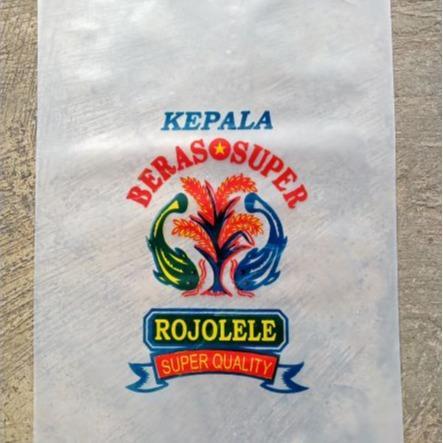 KEPALA
BERAS SUPER
ROJOLELE
SUPER QUALITY